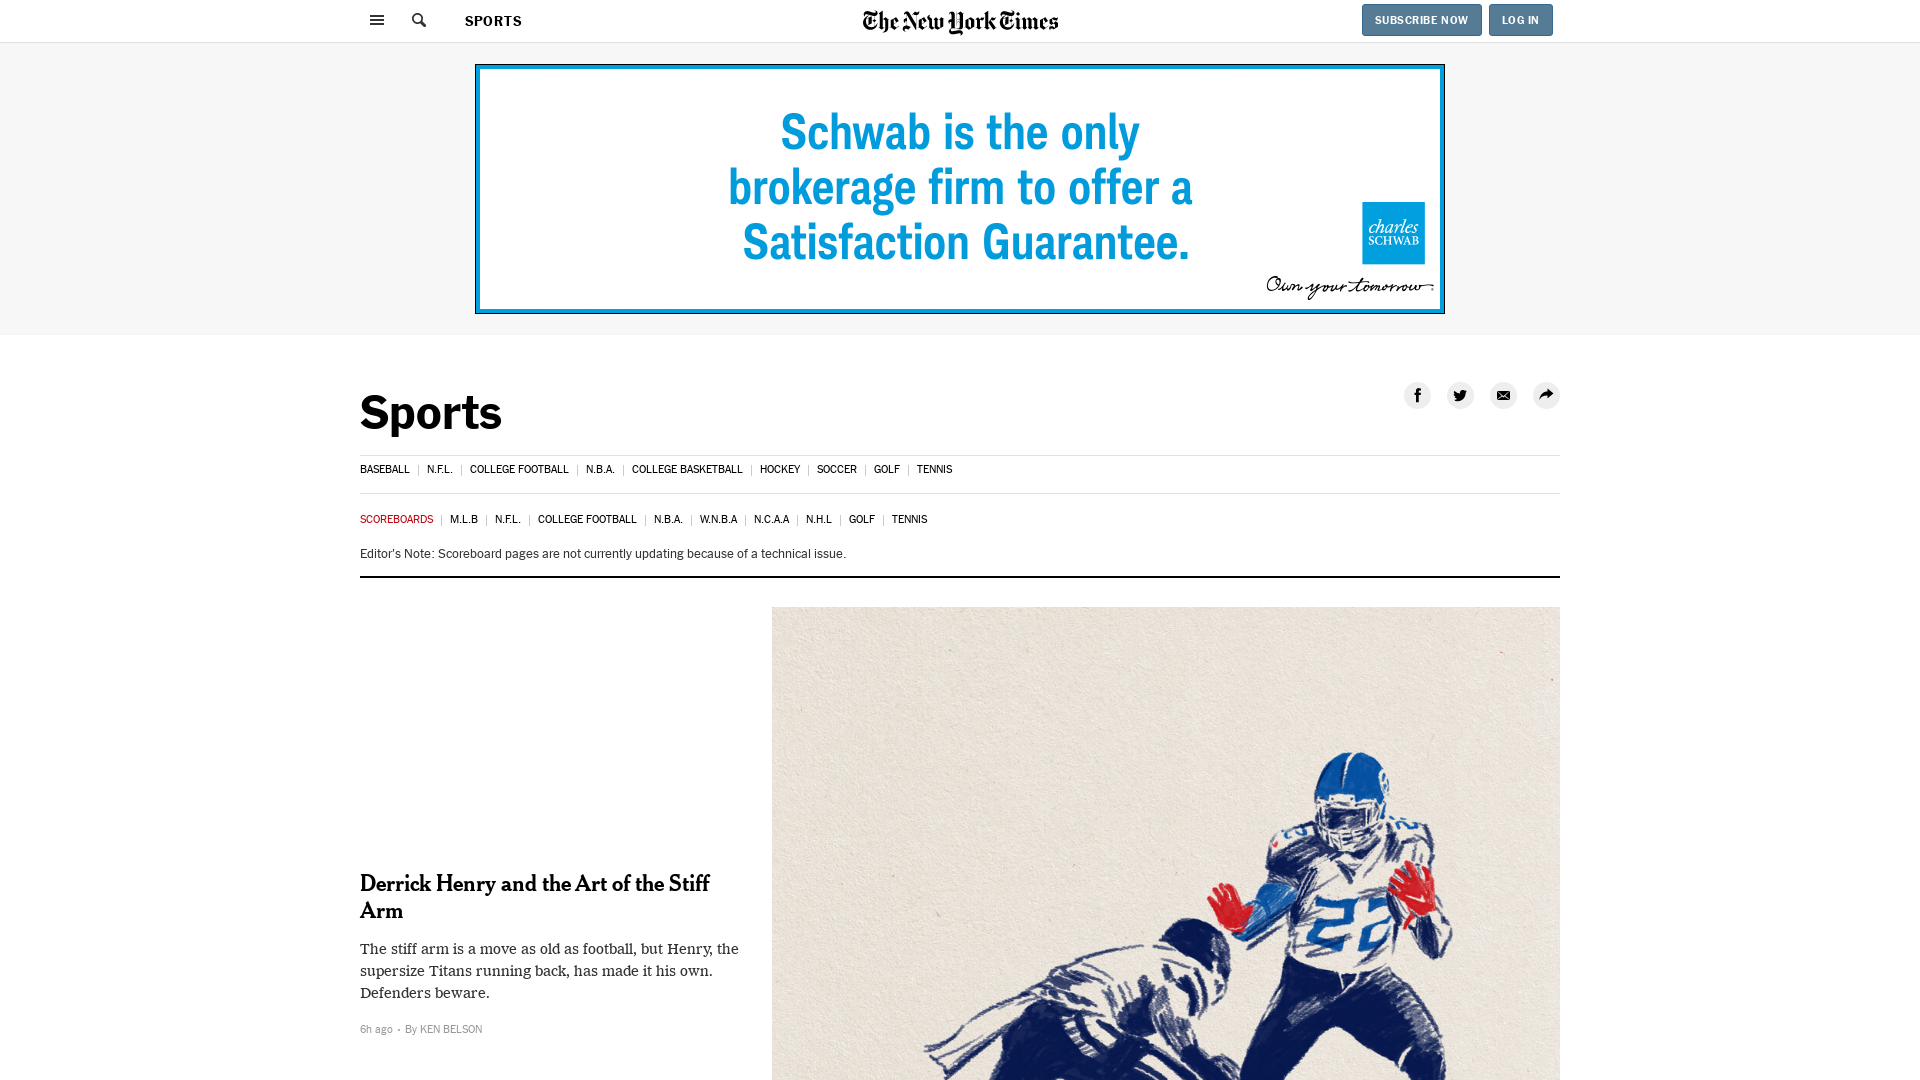 SPORTS
The New York Times
SUBSCRIBE NOW
LOG IN
Schwab is the only
brokerage firm to offer a
Satisfaction Guarantee.
charles
SCHWAB
Own your tomorrow.
Sports
BASEBALL | N.F.L. | COLLEGE FOOTBALL | N.B.A. | COLLEGE BASKETBALL | HOCKEY | SOCCER | GOLF | TENNIS
SCOREBOARDS | M.L.B | N.F.L. | COLLEGE FOOTBALL | N.B.A. | W.N.B.A | N.C.A.A | N.H.L | GOLF | TENNIS
Editor's Note: Scoreboard pages are not currently updating because of a technical issue.
Derrick Henry and the Art of the Stiff
Arm
The stiff arm is a move as old as football, but Henry, the
supersize Titans running back, has made it his own.
Defenders beware.
6h ago • By KEN BELSON
22
22
22